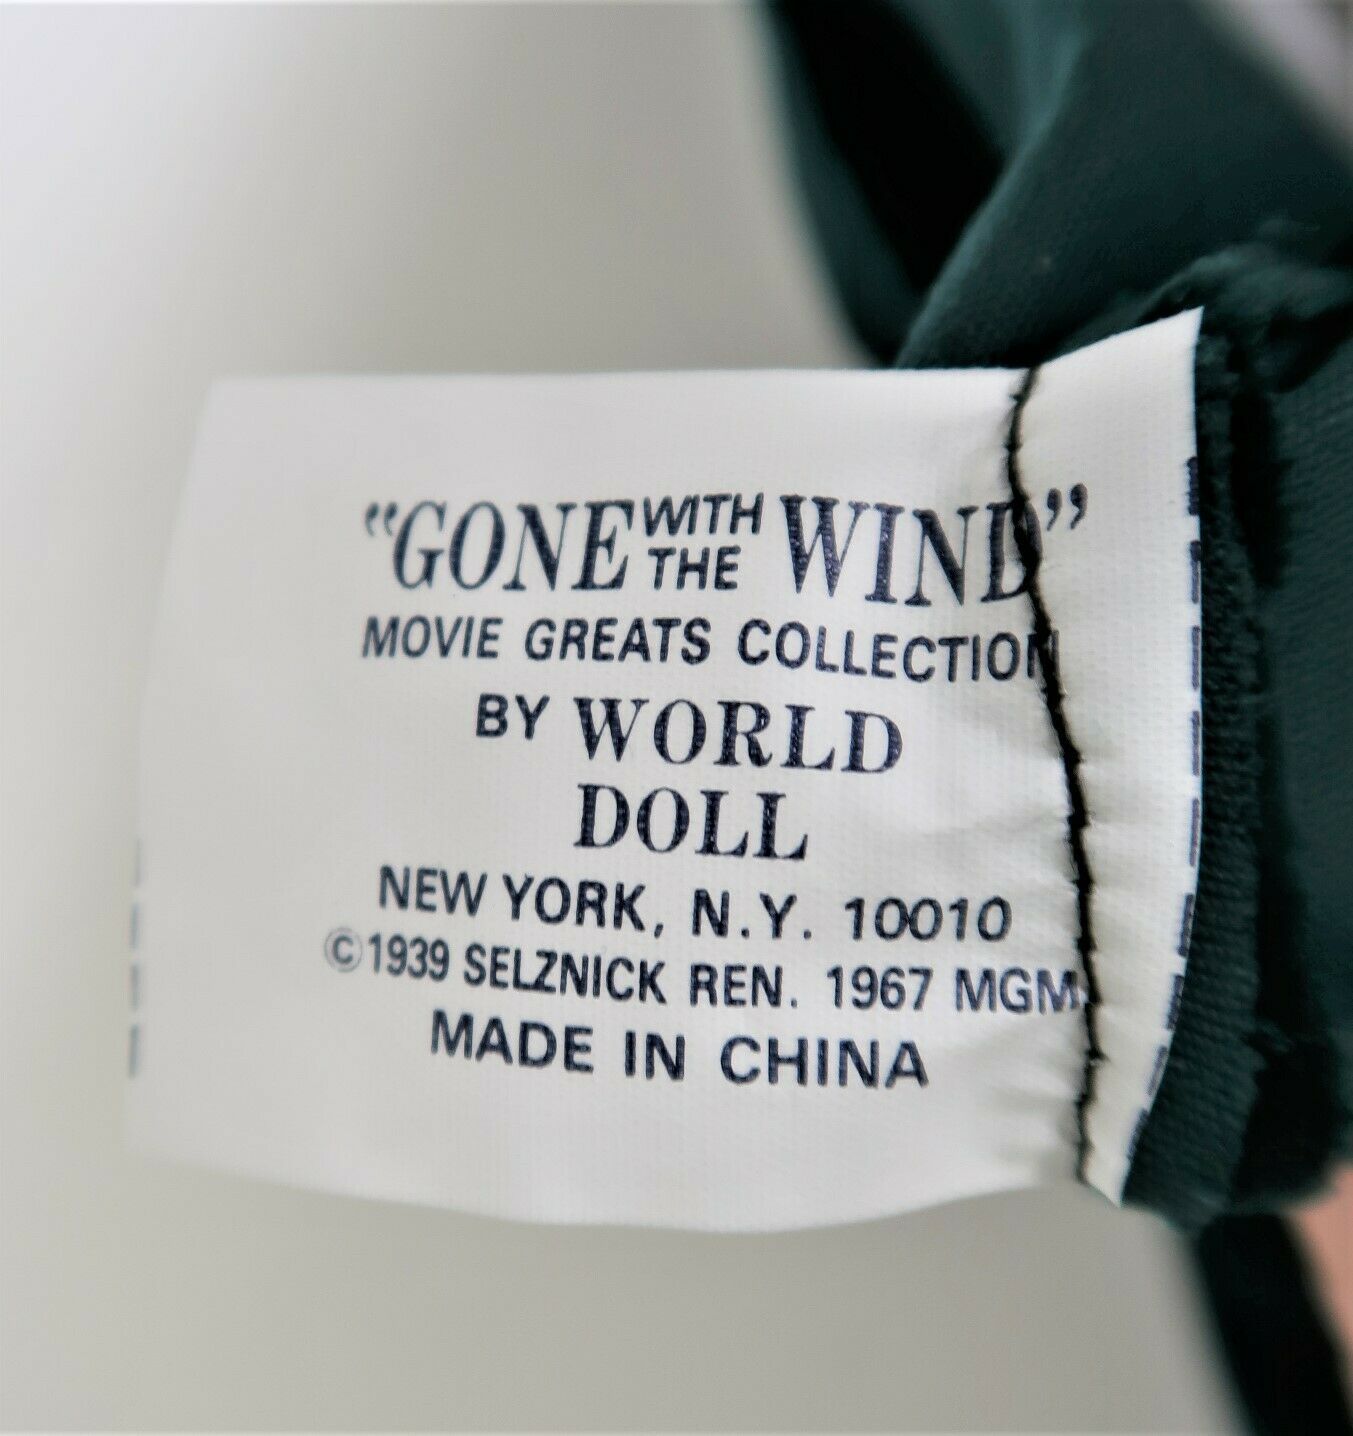 “GONE WITH THE WIND”
MOVIE GREATS COLLECTION
BY WORLD
DOLL
NEW YORK, N.Y. 10010
©1939 SELZNICK REN. 1967 MGM
MADE IN CHINA